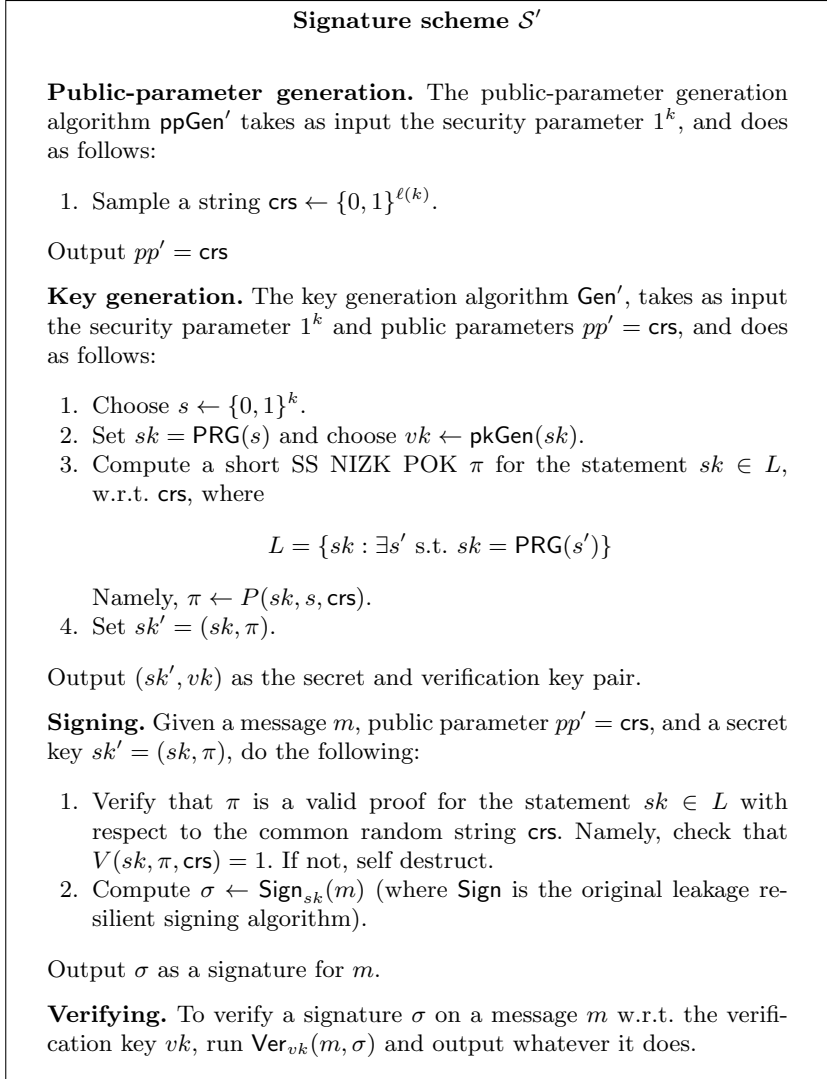 Signature scheme S′
Public-parameter generation. The public-parameter generation
algorithm ppGen′ takes as input the security parameter 1^k, and does
as follows:
1. Sample a string crs ← {0, 1}^{ℓ(k)}.
Output pp′ = crs
Key generation. The key generation algorithm Gen′, takes as input
the security parameter 1^k and public parameters pp′ = crs, and does
as follows:
1. Choose s ← {0, 1}^k.
2. Set sk = PRG(s) and choose vk ← pkGen(sk).
3. Compute a short SS NIZK POK π for the statement sk ∈ L,
w.r.t. crs, where
L = {sk : ∃s′ s.t. sk = PRG(s′)}
Namely, π ← P(sk, s, crs).
4. Set sk′ = (sk, π).
Output (sk′, vk) as the secret and verification key pair.
Signing. Given a message m, public parameter pp′ = crs, and a secret
key sk′ = (sk, π), do the following:
1. Verify that π is a valid proof for the statement sk ∈ L with
respect to the common random string crs. Namely, check that
V(sk, π, crs) = 1. If not, self destruct.
2. Compute σ ← Sign_{sk}(m) (where Sign is the original leakage re-
silient signing algorithm).
Output σ as a signature for m.
Verifying. To verify a signature σ on a message m w.r.t. the verifi-
cation key vk, run Ver_{vk}(m, σ) and output whatever it does.